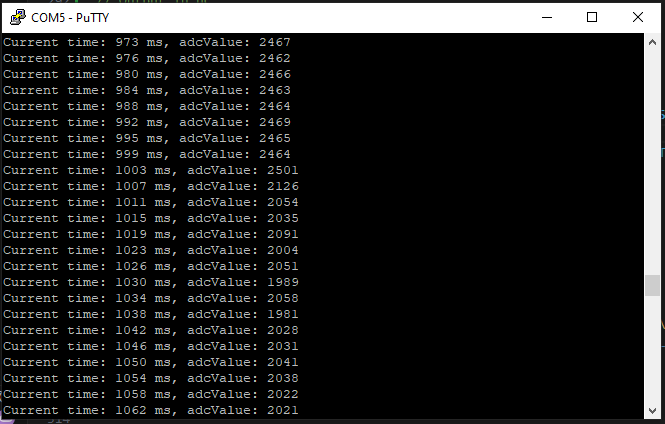 COM5 - PuTTY
Current time: 973 ms, adcValue: 2467
Current time: 976 ms, adcValue: 2462
Current time: 980 ms, adcValue: 2466
Current time: 984 ms, adcValue: 2463
Current time: 988 ms, adcValue: 2464
Current time: 992 ms, adcValue: 2469
Current time: 995 ms, adcValue: 2465
Current time: 999 ms, adcValue: 2464
Current time: 1003 ms, adcValue: 2501
Current time: 1007 ms, adcValue: 2126
Current time: 1011 ms, adcValue: 2054
Current time: 1015 ms, adcValue: 2035
Current time: 1019 ms, adcValue: 2091
Current time: 1023 ms, adcValue: 2004
Current time: 1026 ms, adcValue: 2051
Current time: 1030 ms, adcValue: 1989
Current time: 1034 ms, adcValue: 2058
Current time: 1038 ms, adcValue: 1981
Current time: 1042 ms, adcValue: 2028
Current time: 1046 ms, adcValue: 2031
Current time: 1050 ms, adcValue: 2041
Current time: 1054 ms, adcValue: 2038
Current time: 1058 ms, adcValue: 2022
Current time: 1062 ms, adcValue: 2021